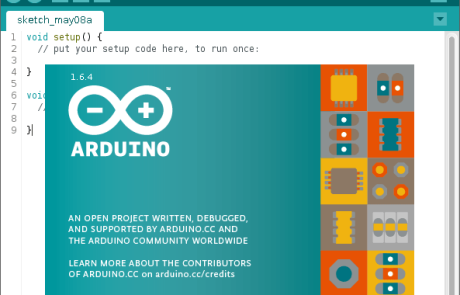 sketch_may08a
1 void setup() {
2 // put your setup code here, to run once:
3
4 }
5
6
7 //
8
9 }
1.6.4
ARDUINO
AN OPEN PROJECT WRITTEN, DEBUGGED,
AND SUPPORTED BY ARDUINO.CC AND
THE ARDUINO COMMUNITY WORLDWIDE
LEARN MORE ABOUT THE CONTRIBUTORS
OF ARDUINO.CC on arduino.cc/credits